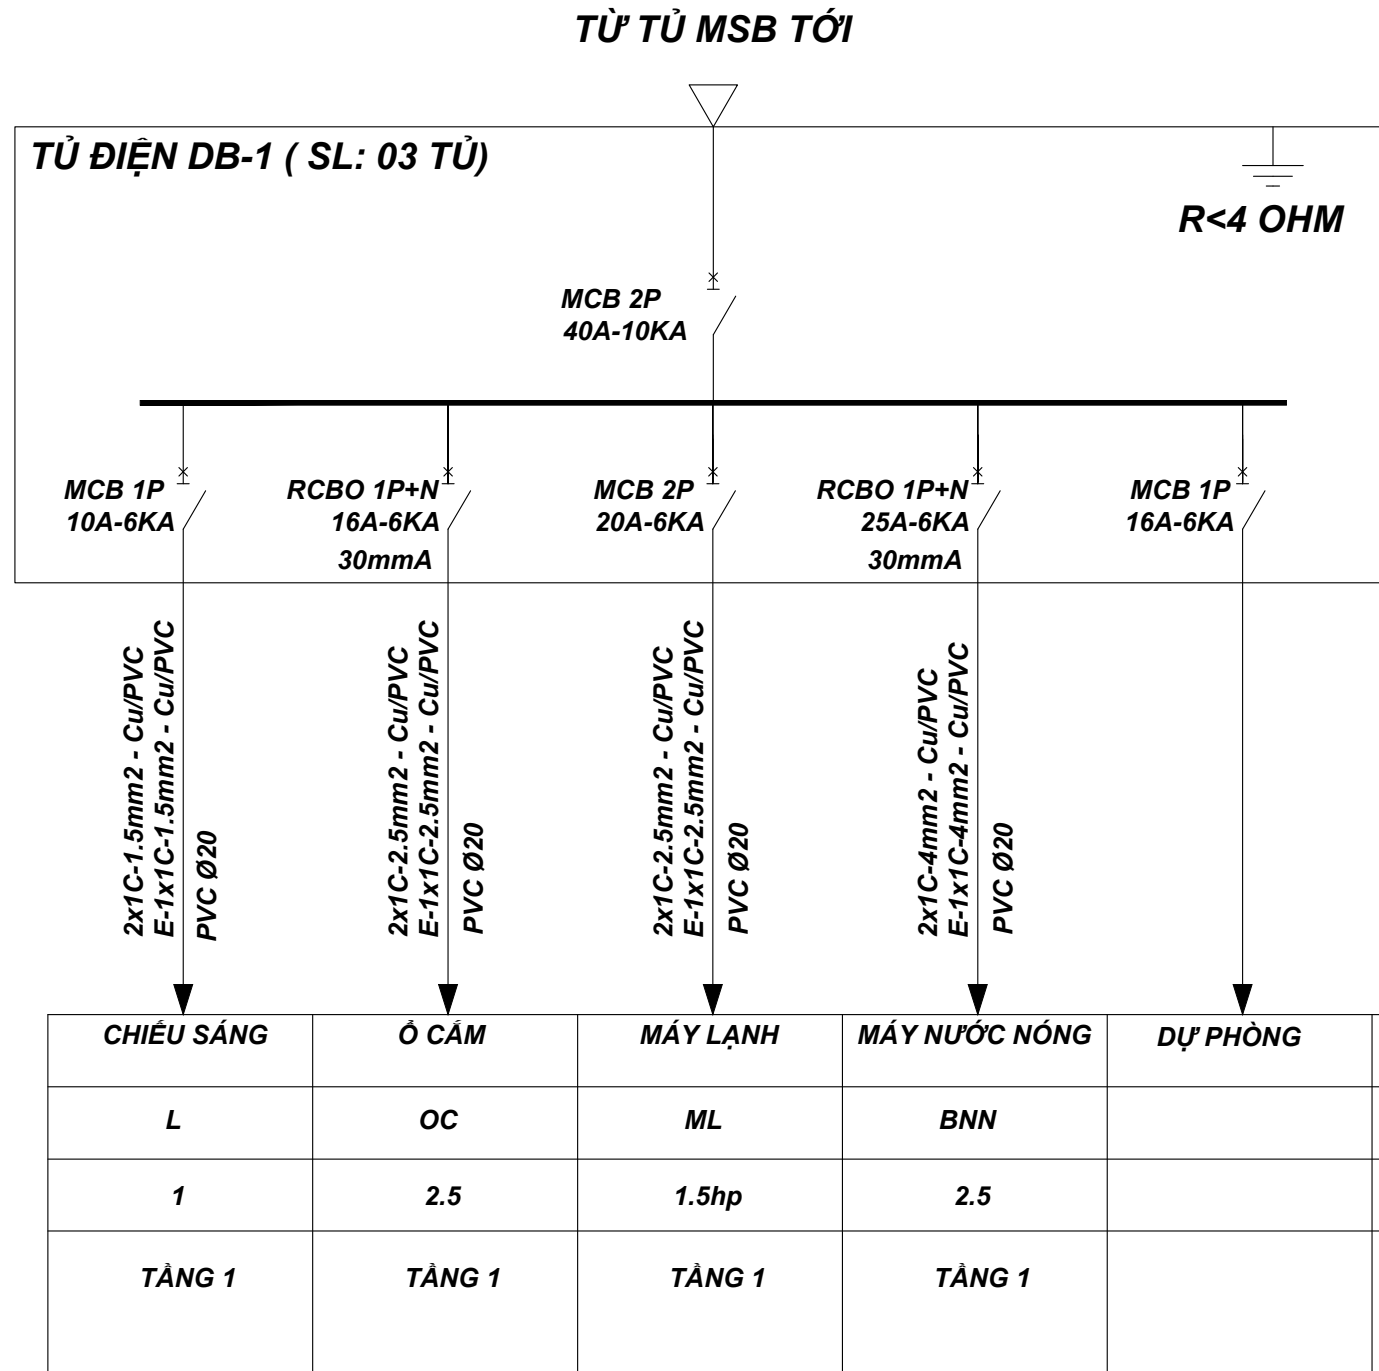 TỪ TỦ MSB TỚI
TỦ ĐIỆN DB-1 ( SL: 03 TỦ)
R<4 OHM
MCB 2P
40A-10KA
MCB 1P
10A-6KA
RCBO 1P+N
16A-6KA
30mmA
MCB 2P
20A-6KA
RCBO 1P+N
25A-6KA
30mmA
MCB 1P
16A-6KA
2x1C-1.5mm2 - Cu/PVC
E-1x1C-1.5mm2 - Cu/PVC
PVC Ø20
2x1C-2.5mm2 - Cu/PVC
E-1x1C-2.5mm2 - Cu/PVC
PVC Ø20
2x1C-2.5mm2 - Cu/PVC
E-1x1C-2.5mm2 - Cu/PVC
PVC Ø20
2x1C-4mm2 - Cu/PVC
E-1x1C-4mm2 - Cu/PVC
PVC Ø20
CHIẾU SÁNG
Ổ CẮM
MÁY LẠNH
MÁY NƯỚC NÓNG
DỰ PHÒNG
L
OC
ML
BNN
1
2.5
1.5hp
2.5
TẦNG 1
TẦNG 1
TẦNG 1
TẦNG 1